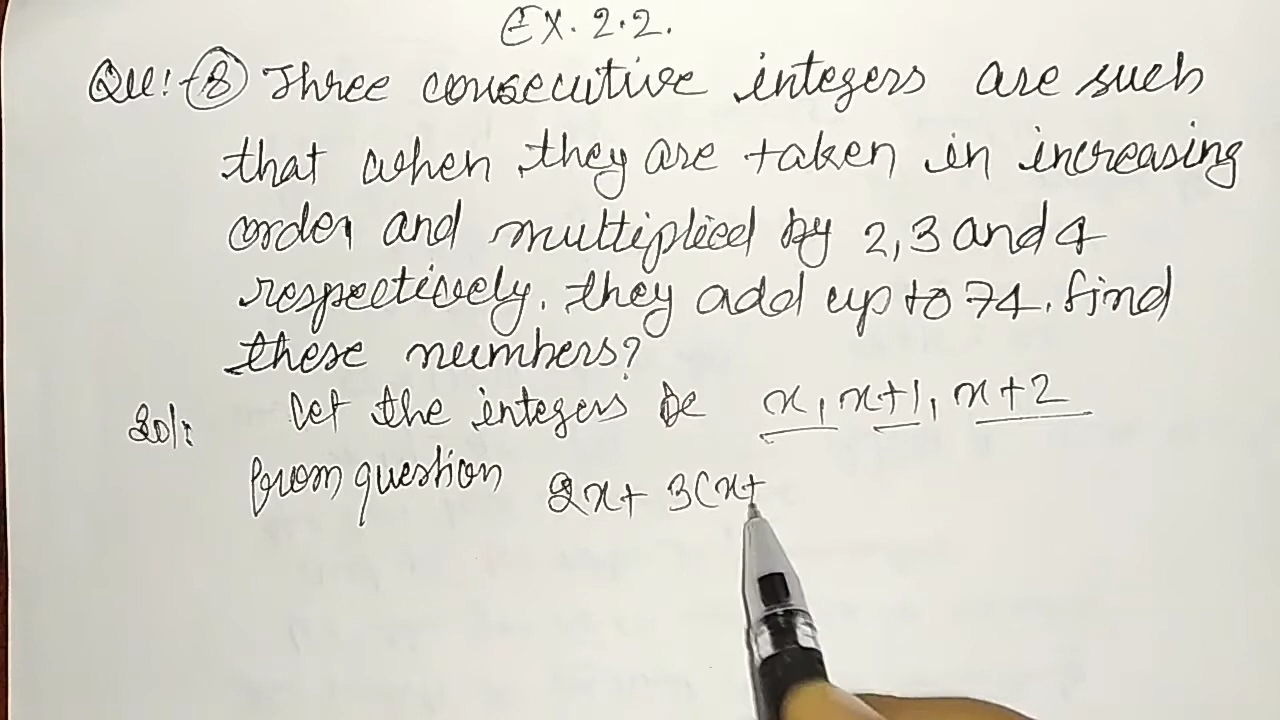 EX. 2.2.
Que:- 8 Three consecutive integers are such
that when they are taken in increasing
order and multiplied by 2, 3 and 4
respectively. they add up to 74. find
these numbers?
Sol: let the integers be x, x+1, x+2
from question 2x+ 3(x+